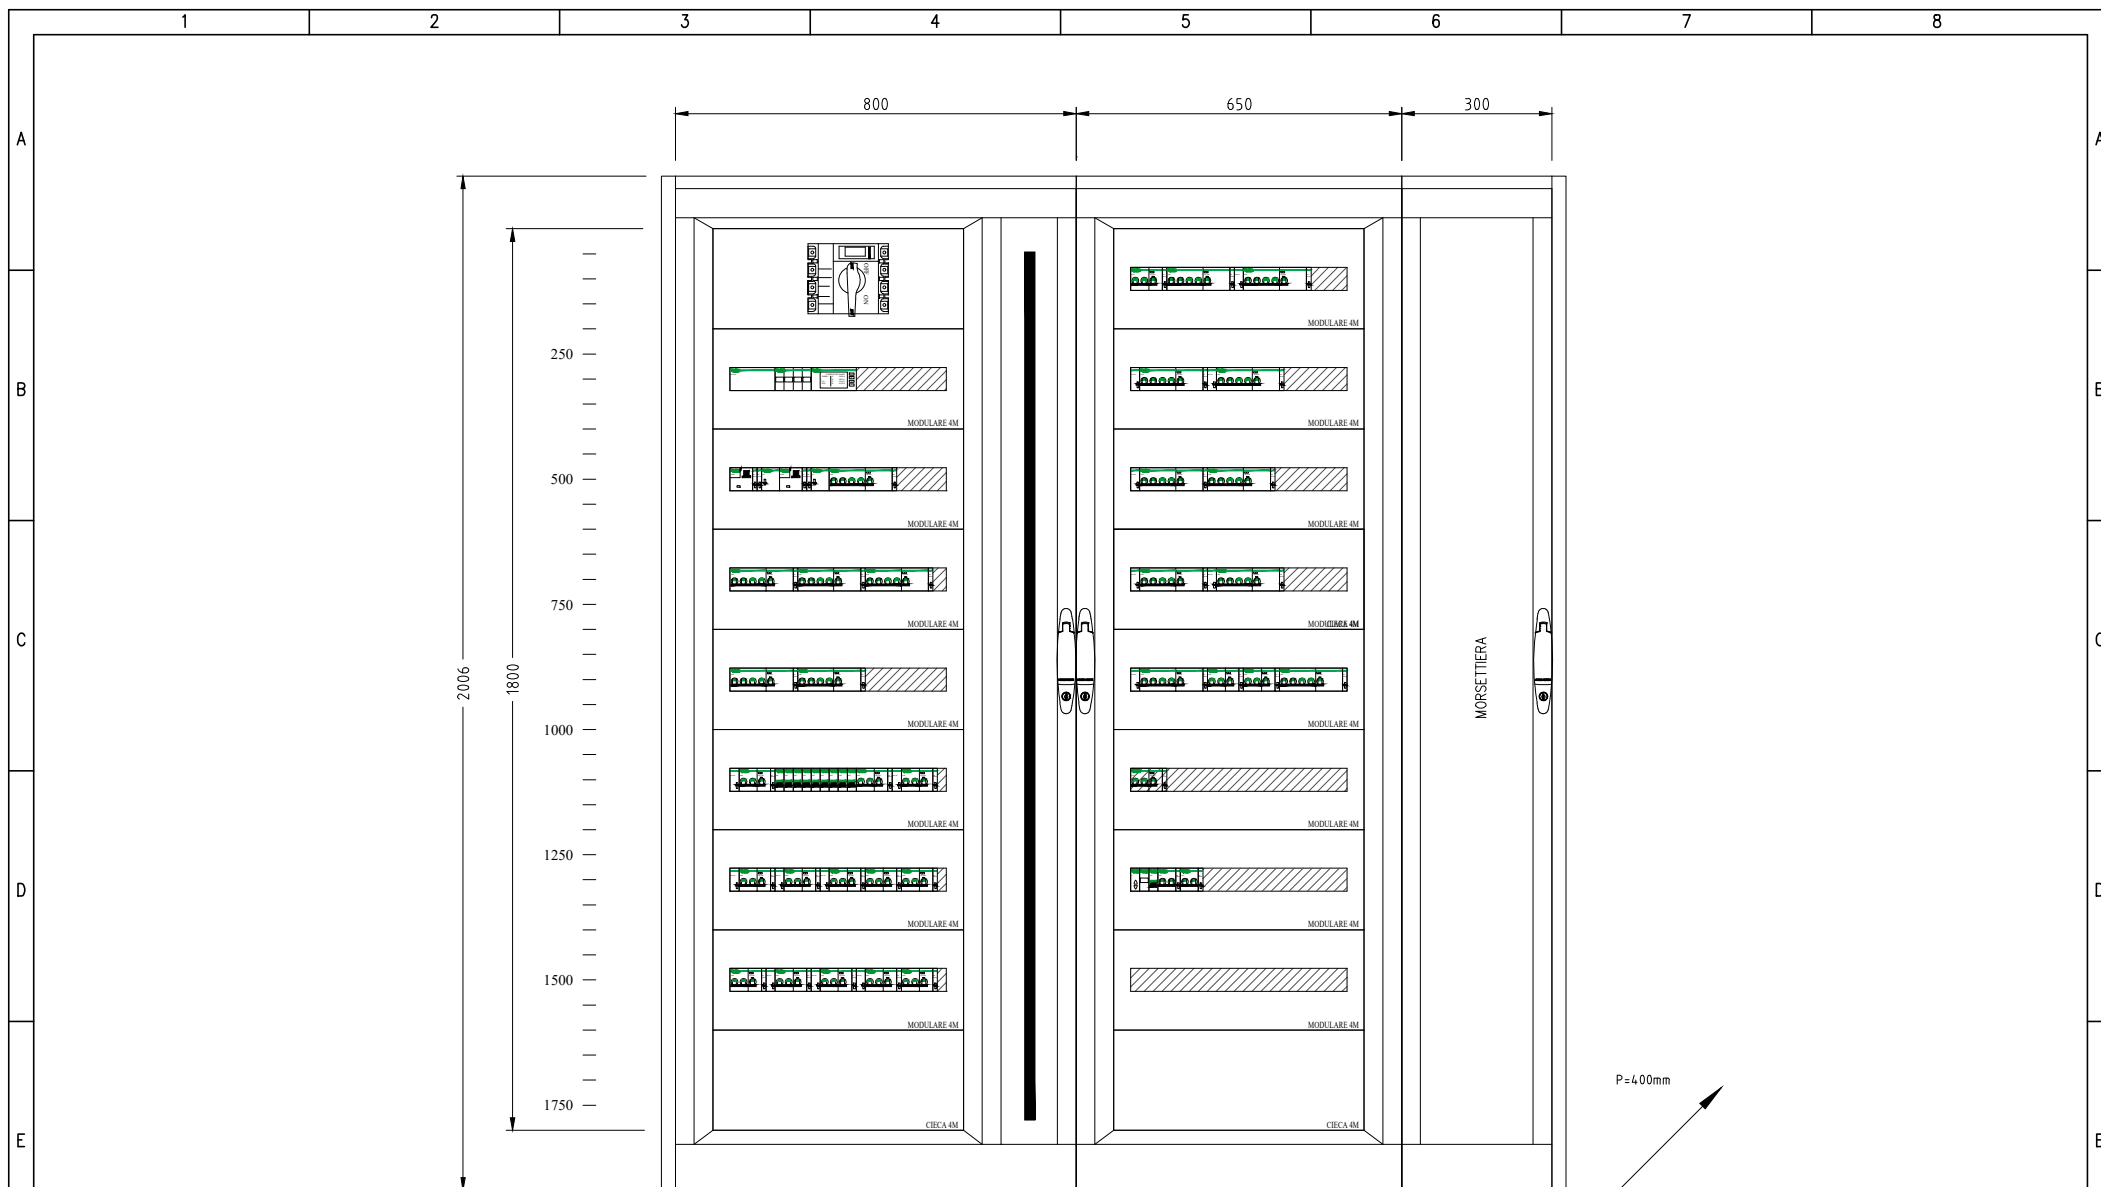 1 2 3 4 5 6 7 8
800 650 300
A A
OFF
ON
MODULARE 4M
250
B
MODULARE 4M MODULARE 4M
500
MODULARE 4M MODULARE 4M
750
MODULARE 4M
C
2006
1800
MORSETTIERA
MODULARE 4M MODULARE 4M
1000
MODULARE 4M MODULARE 4M
1250
D D
MODULARE 4M MODULARE 4M
1500
MODULARE 4M MODULARE 4M
P=400mm
1750
CIECA 4M CIECA 4M
E